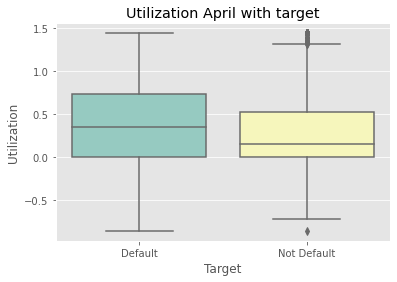 Utilization April with target
1.5
1.0
0.5
0.0
−0.5
Utilization
Default
Not Default
Target